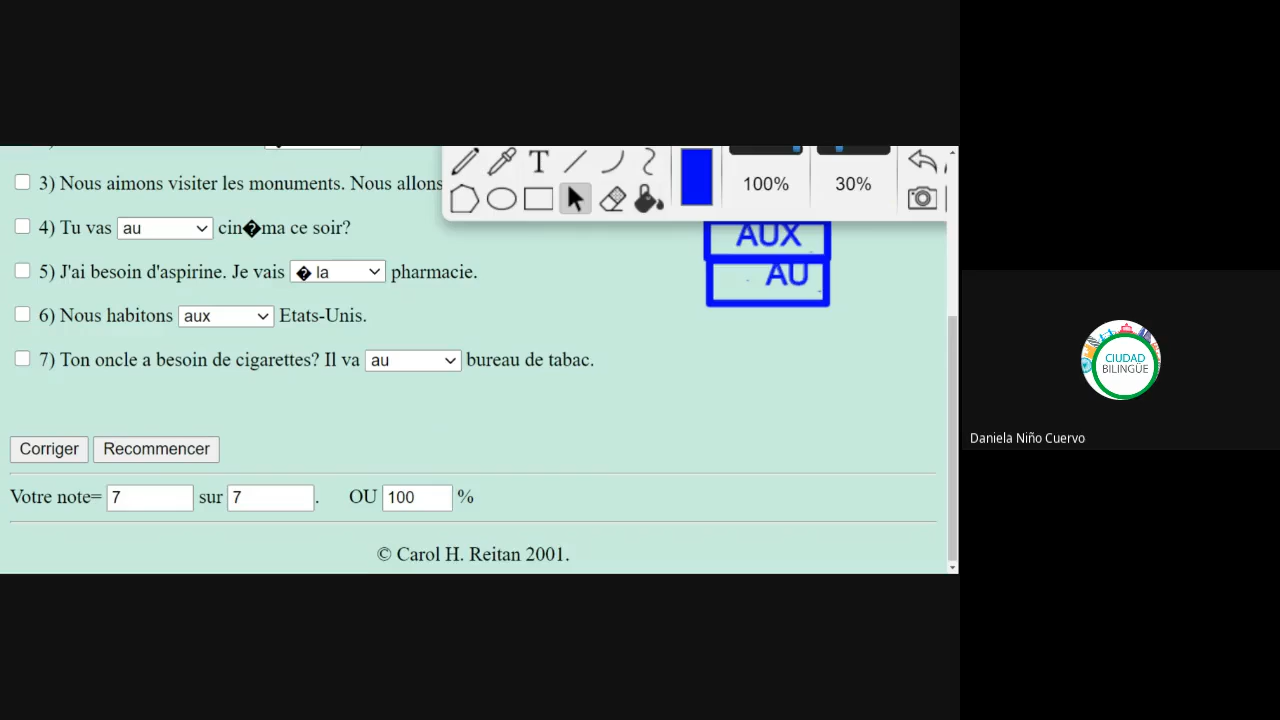 3) Nous aimons visiter les monuments. Nous allons
100%
30%
4) Tu vas au cin�ma ce soir?
AUX
5) J'ai besoin d'aspirine. Je vais � la pharmacie.
AU
6) Nous habitons aux Etats-Unis.
7) Ton oncle a besoin de cigarettes? Il va au bureau de tabac.
CIUDAD
BILINGÜE
Daniela Niño Cuervo
Corriger Recommencer
Votre note= 7 sur 7 . OU 100 %
© Carol H. Reitan 2001.